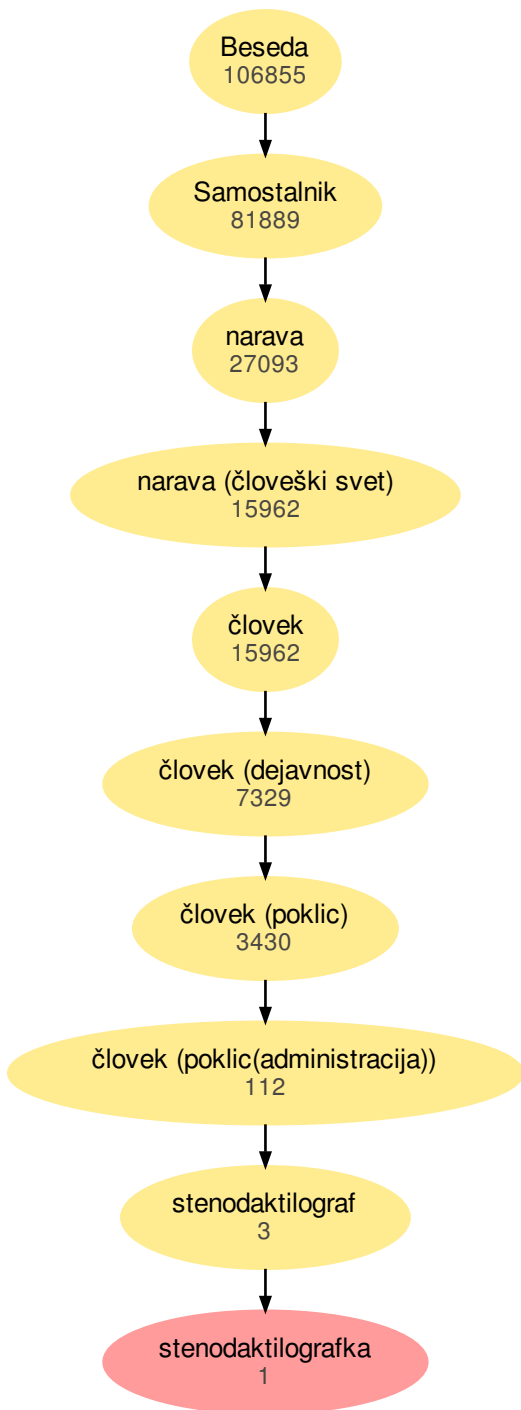 Beseda
106855
Samostalnik
81889
narava
27093
narava (človeški svet)
15962
človek
15962
človek (dejavnost)
7329
človek (poklic)
3430
človek (poklic(administracija))
112
stenodaktilograf
3
stenodaktilografka
1